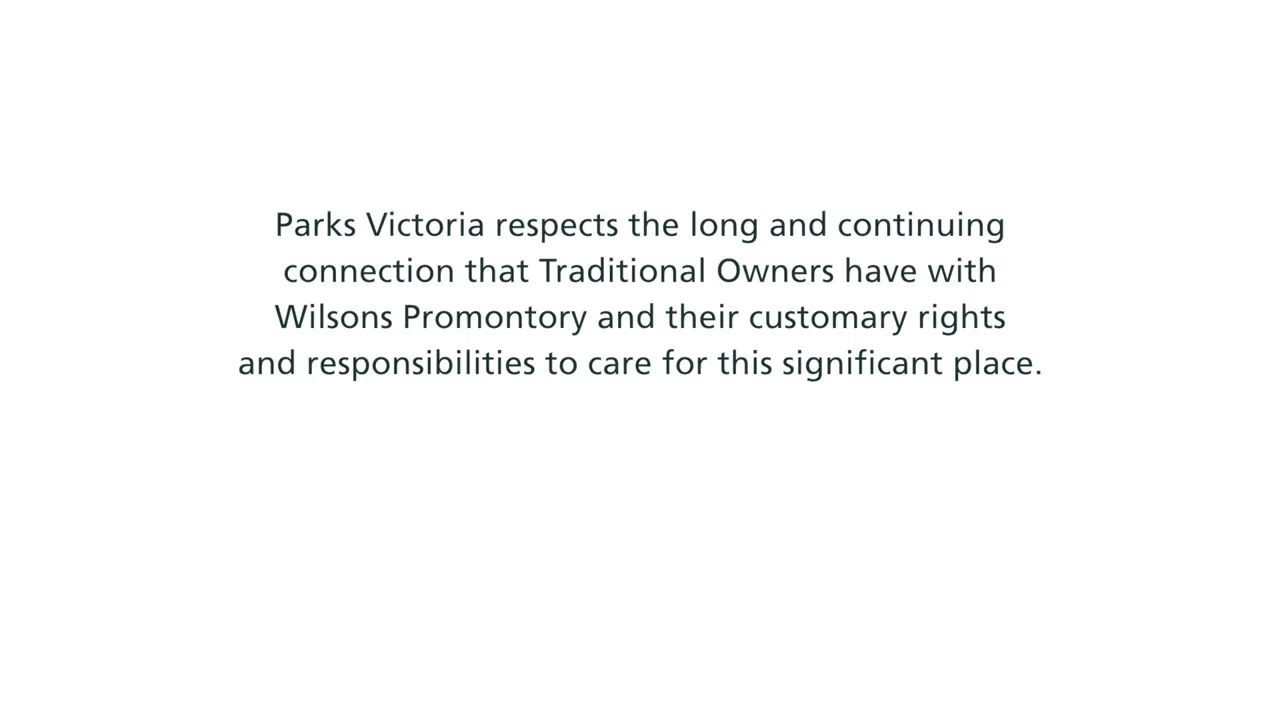 Parks Victoria respects the long and continuing
connection that Traditional Owners have with
Wilsons Promontory and their customary rights
and responsibilities to care for this significant place.